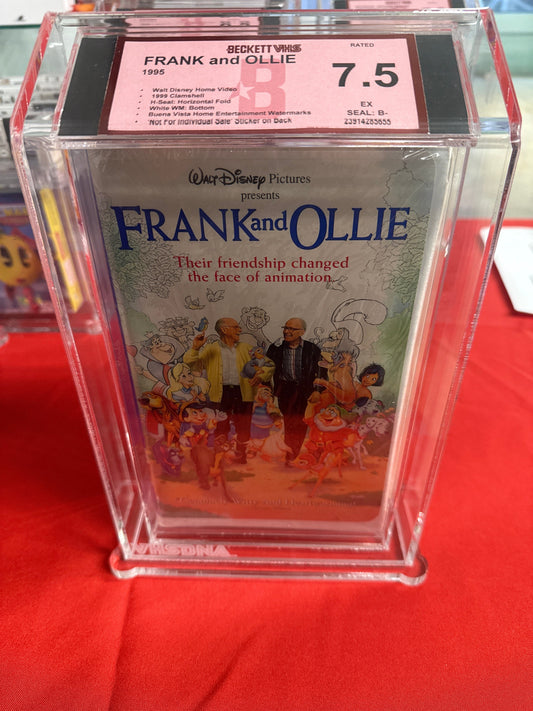 BECKETT VHS
FRANK and OLLIE
1995
RATED
7.5
EX
SEAL: B-
23914285655
- Walt Disney Home Video
- 1999 Clamshell
- H-Seal: Horizontal Fold
- White WM: Bottom
- Buena Vista Home Entertainment Watermarks
- "Not For Individual Sale" Sticker on Back
B
WALT DISNEY Pictures
presents
FRANK and OLLIE
Their friendship changed
the face of animation.
VHSDNA